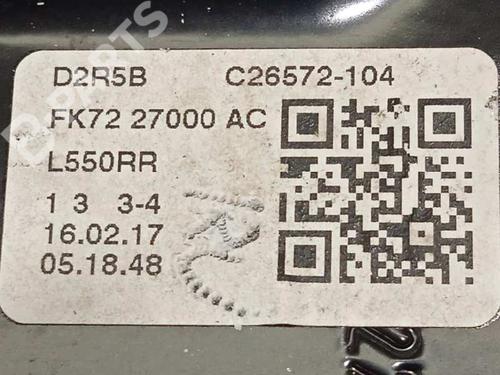 D2R5B C26572-104
FK72 27000 AC
L550RR
1 3 3-4
16.02.17
05.18.48